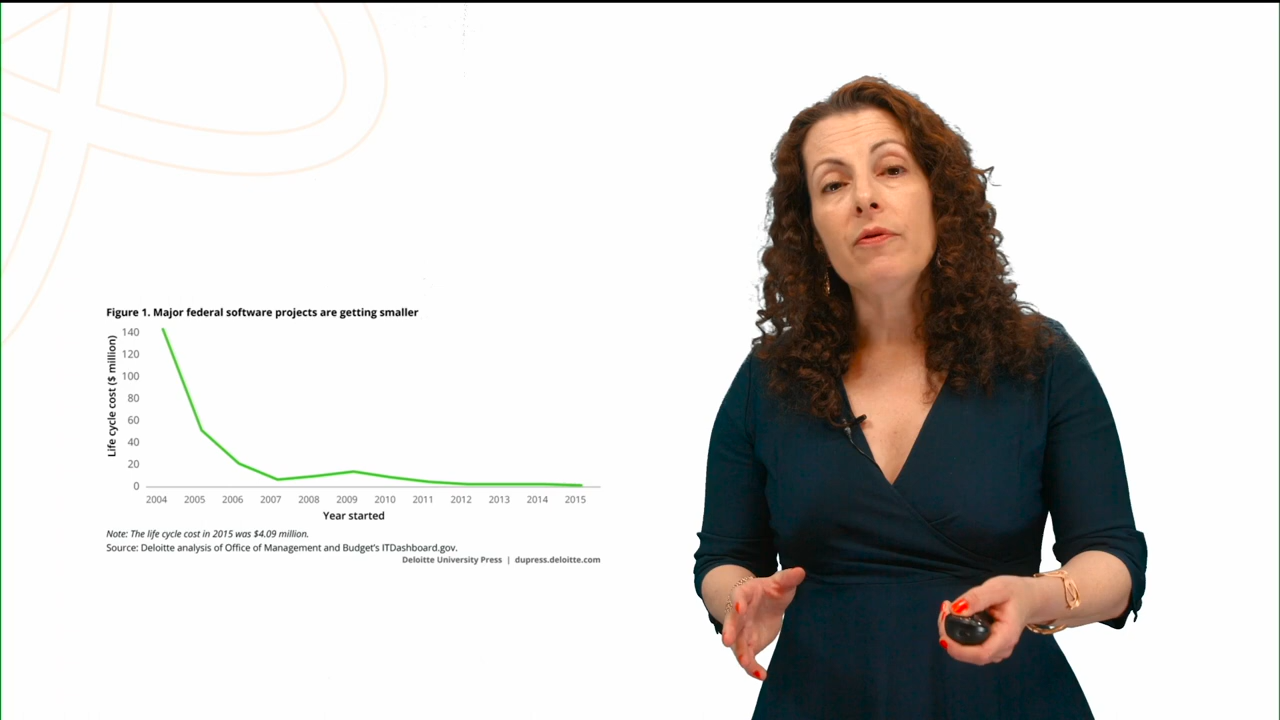 Figure 1. Major federal software projects are getting smaller
Life cycle cost ($ million)
140
120
100
80
60
40
20
0
2004 2005 2006 2007 2008 2009 2010 2011 2012 2013 2014 2015
Year started
Note: The life cycle cost in 2015 was $4.09 million.
Source: Deloitte analysis of Office of Management and Budget's ITDashboard.gov.
Deloitte University Press | dupress.deloitte.com